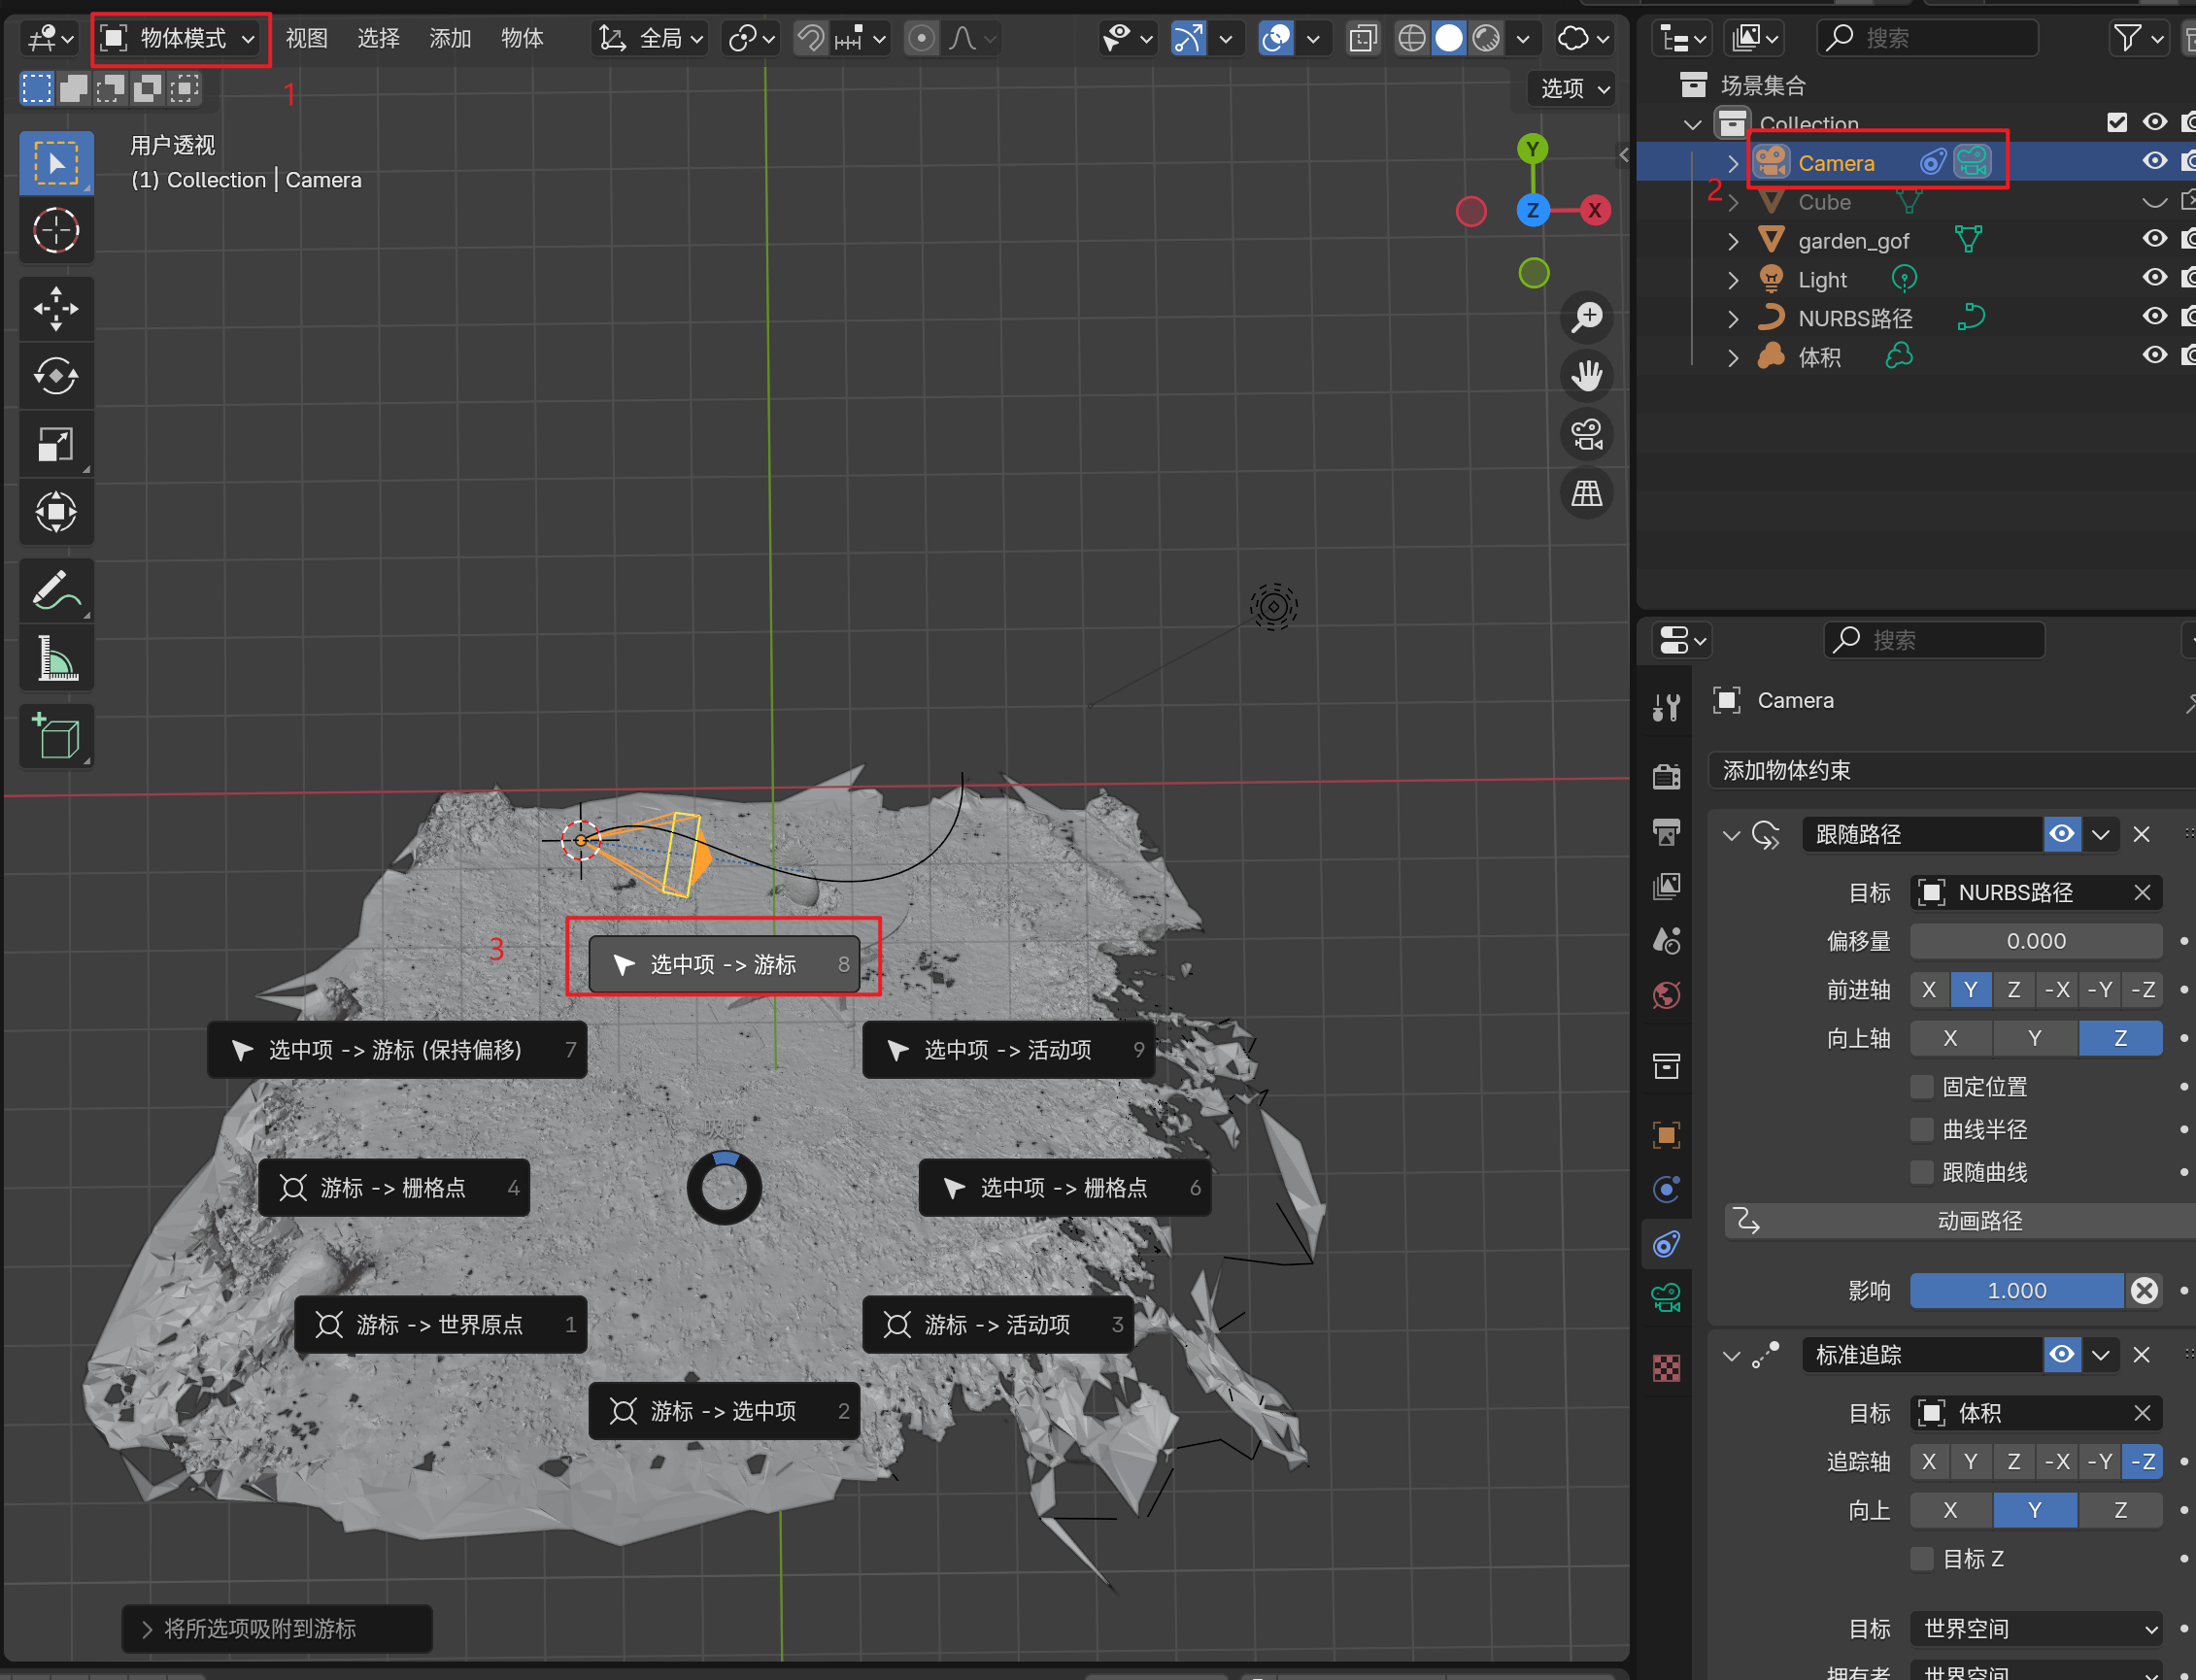 物体模式 视图 选择 添加 物体 全局
1
选项
用户透视
(1) Collection | Camera
Y
Z X
搜索
场景集合
Collection
Camera
2
Cube
garden_gof
Light
NURBS路径
体积
3
选中项 -> 游标 8
选中项 -> 游标 (保持偏移) 7
选中项 -> 活动项 9
吸附
游标 -> 栅格点 4
选中项 -> 栅格点 6
游标 -> 世界原点 1
游标 -> 活动项 3
游标 -> 选中项 2
将所选项吸附到游标
搜索
Camera
添加物体约束
跟随路径
目标 NURBS路径
偏移量 0.000
前进轴 X Y Z -X -Y -Z
向上轴 X Y Z
固定位置
曲线半径
跟随曲线
动画路径
影响 1.000
标准追踪
目标 体积
追踪轴 X Y Z -X -Y -Z
向上 X Y Z
目标 Z
目标 世界空间
拥有者 世界空间